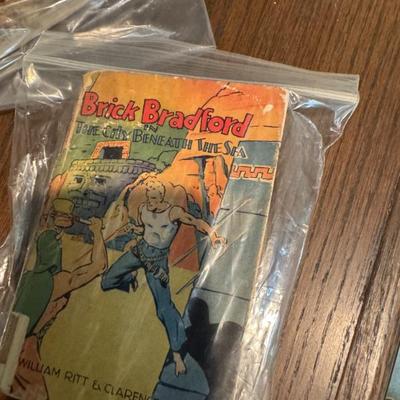 Brick Bradford
IN
THE CITY BENEATH THE SEA
WILLIAM RITT & CLARENC